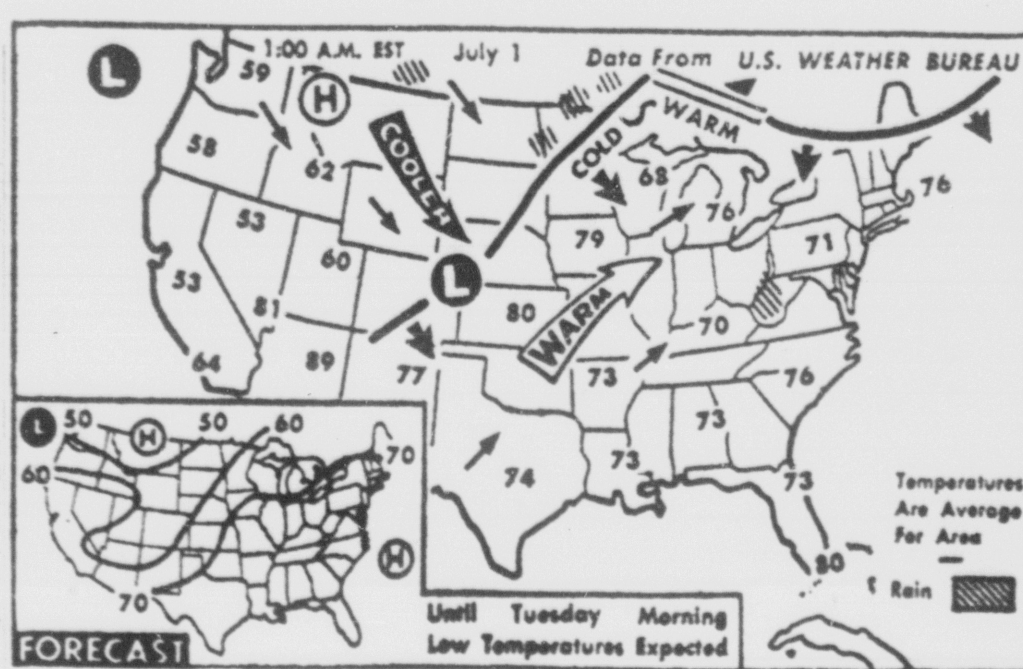 1:00 A.M. EST July 1 Data From U.S. WEATHER BUREAU
L
59
H
COOLER
COLD
WARM
58
62
68
76
76
53
79
71
60
L
53
81
80
WARM
70
64
89
77
73
76
73
74
73
73
80
Temperatures
Are Average
For Area
Rain
L
50
H
50
60
70
60
H
70
FORECAST
Until Tuesday Morning
Low Temperatures Expected